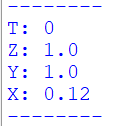 --------
T: 0
Z: 1.0
Y: 1.0
X: 0.12
--------